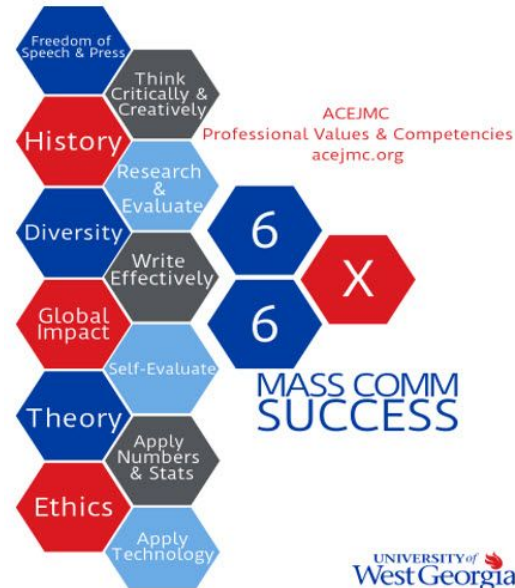 Freedom of
Speech & Press
Think
Critically &
Creatively
History
Research
&
Evaluate
Diversity
Write
Effectively
Global
Impact
Self-Evaluate
Theory
Apply
Numbers
& Stats
Ethics
Apply
Technology
ACEJMC
Professional Values & Competencies
acejmc.org
6
X
6
MASS COMM
SUCCESS
UNIVERSITY of
West Georgia